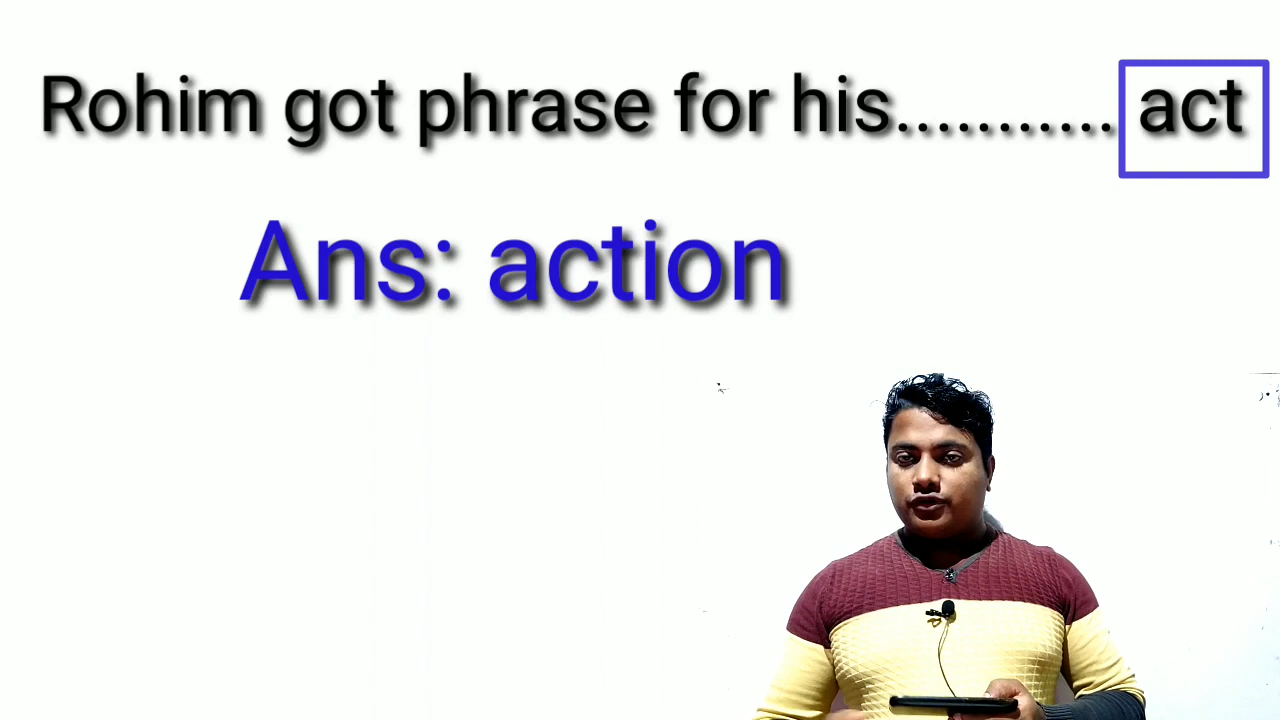 Rohim got phrase for his........... act
Ans: action